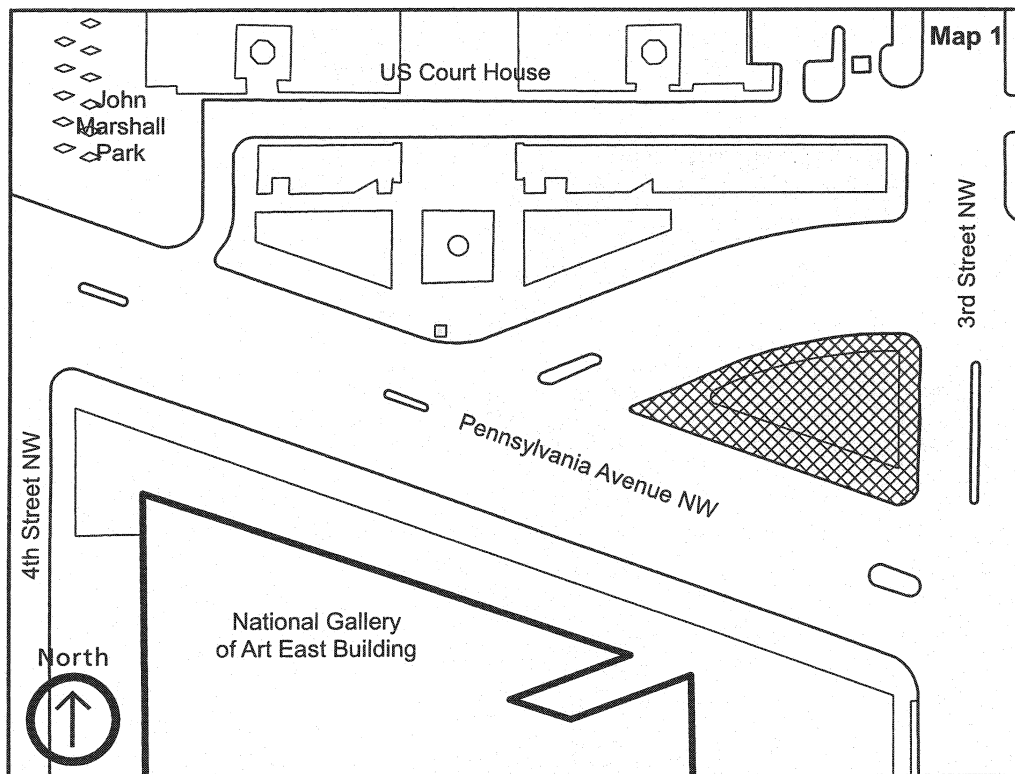 Map 1
US Court House
John
Marshall
Park
3rd Street NW
Pennsylvania Avenue NW
4th Street NW
National Gallery
of Art East Building
North